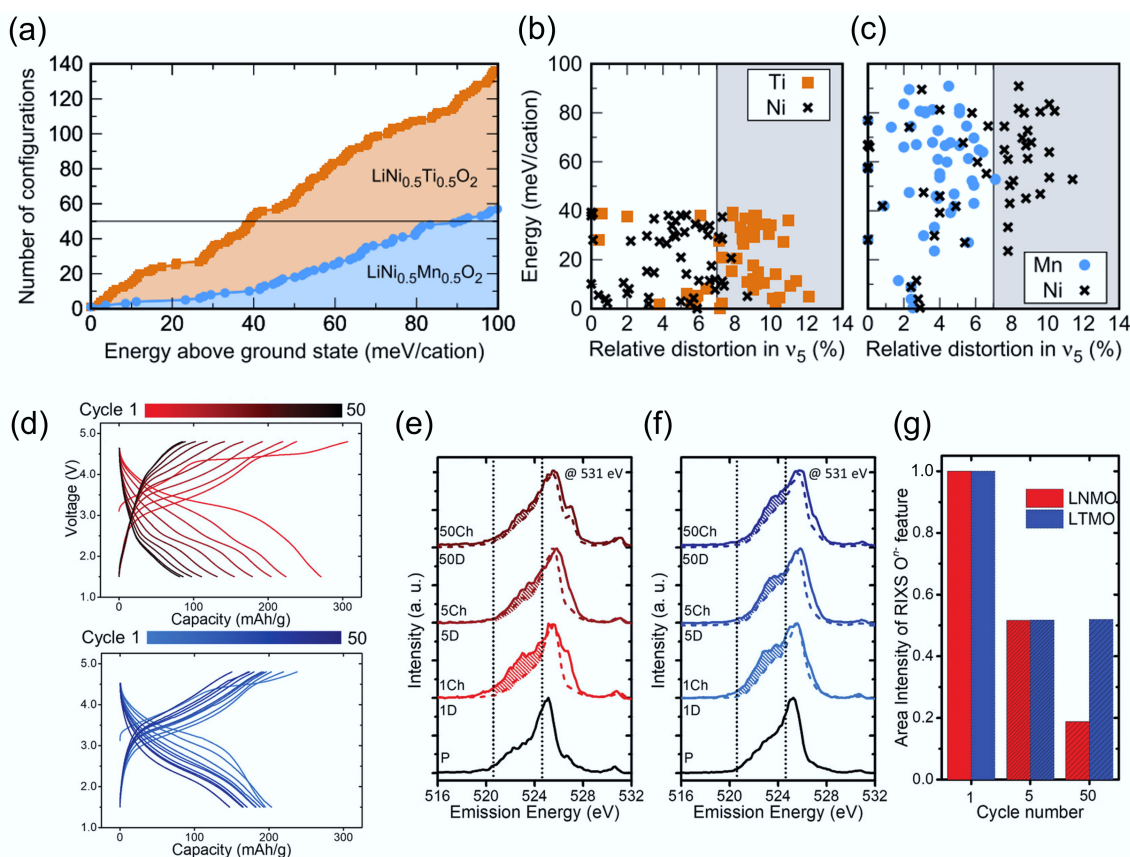 (a)
140
120
100
80
60
40
20
0
Number of configurations
LiNi0.5Ti0.5O2
LiNi0.5Mn0.5O2
0 20 40 60 80 100
Energy above ground state (meV/cation)
(b)
100
80
60
40
20
0
Energy (meV/cation)
Ti
Ni
0 2 4 6 8 10 12 14
Relative distortion in ν5 (%)
(c)
Mn
Ni
0 2 4 6 8 10 12 14
Relative distortion in ν5 (%)
(d)
Cycle 1 50
5.0
4.0
3.0
2.0
1.0
Voltage (V)
0 100 200 300
Capacity (mAh/g)
Cycle 1 50
5.0
4.0
3.0
2.0
1.0
0 100 200 300
Capacity (mAh/g)
(e)
@ 531 eV
50Ch
50D
5Ch
5D
1Ch
1D
P
Intensity (a. u.)
516 520 524 528 532
Emission Energy (eV)
(f)
@ 531 eV
50Ch
50D
5Ch
5D
1Ch
1D
P
Intensity (a. u.)
516 520 524 528 532
Emission Energy (eV)
(g)
1.0
0.8
0.6
0.4
0.2
0.0
Area Intensity of RIXS On- feature
LNMO
LTMO
1 5 50
Cycle number